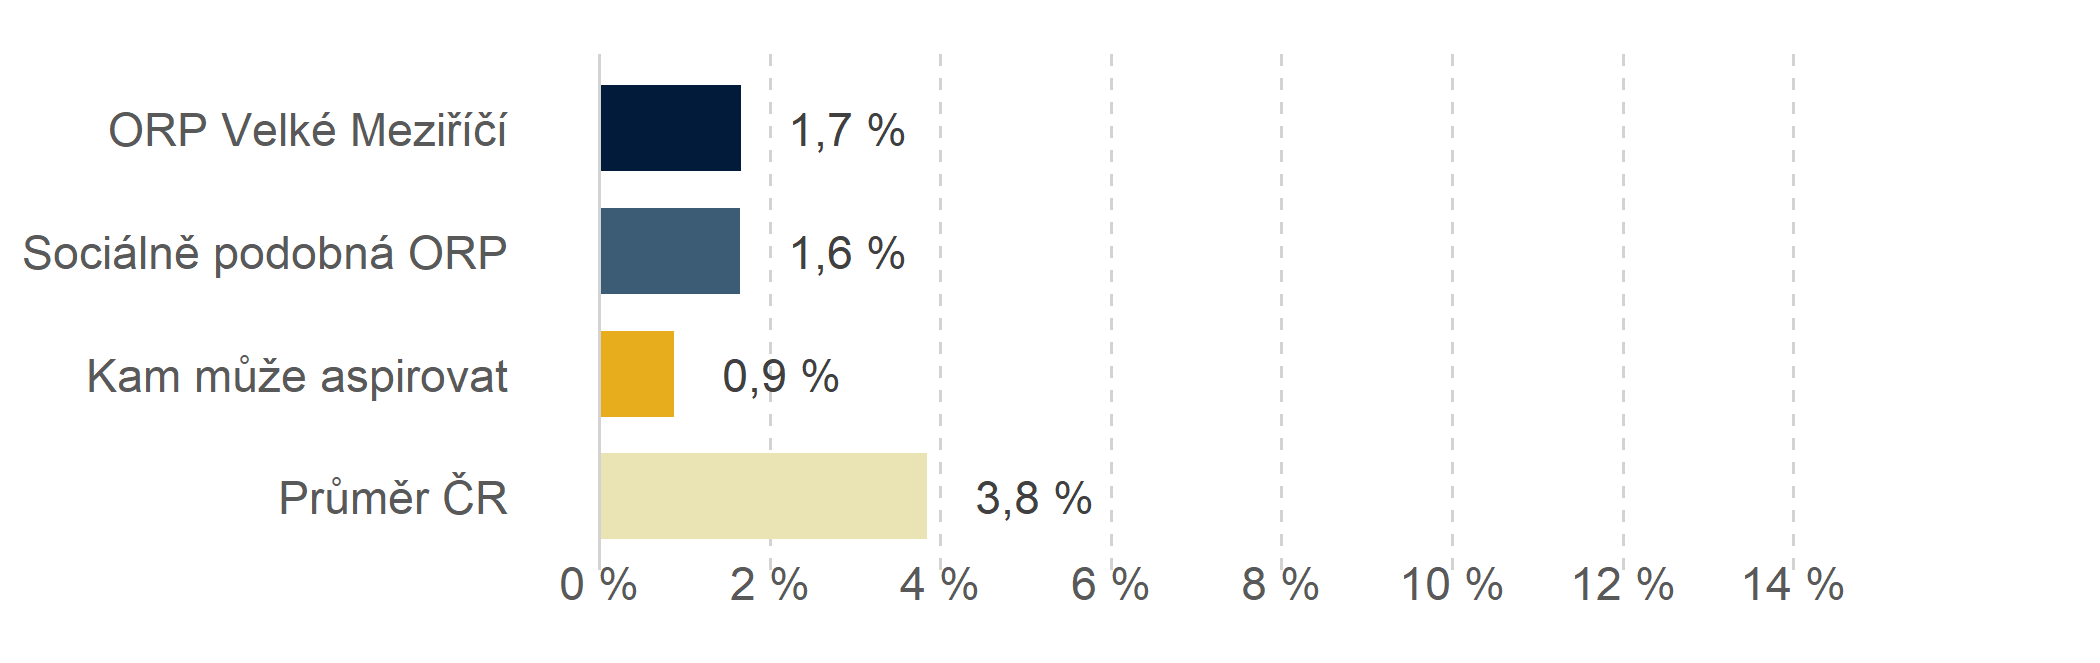 ORP Velké Meziříčí 1,7 %
Sociálně podobná ORP 1,6 %
Kam může aspirovat 0,9 %
Průměr ČR 3,8 %
0 % 2 % 4 % 6 % 8 % 10 % 12 % 14 %